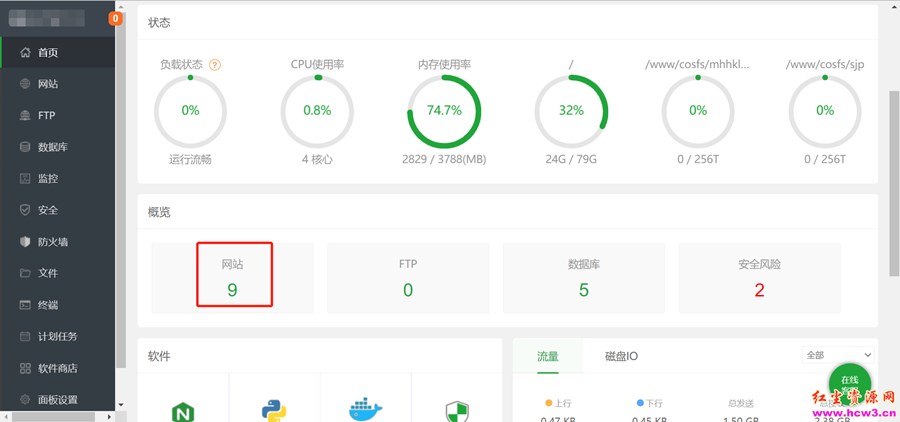 0
首页
网站
FTP
数据库
监控
安全
防火墙
文件
终端
计划任务
软件商店
面板设置
状态
负载状态 ?
CPU使用率
内存使用率
/
/www/cosfs/mhhkl...
/www/cosfs/sjp
0%
0.8%
74.7%
32%
0%
0%
运行流畅
4 核心
2829 / 3788(MB)
24G / 79G
0 / 256T
0 / 256T
概览
网站
FTP
数据库
安全风险
9
0
5
2
软件
流量
磁盘IO
全部
在线
上行
下行
总发送
0.47 KB
0.45 KB
1.50 GB
2.38 GB
红尘资源网
www.hcw3.cn